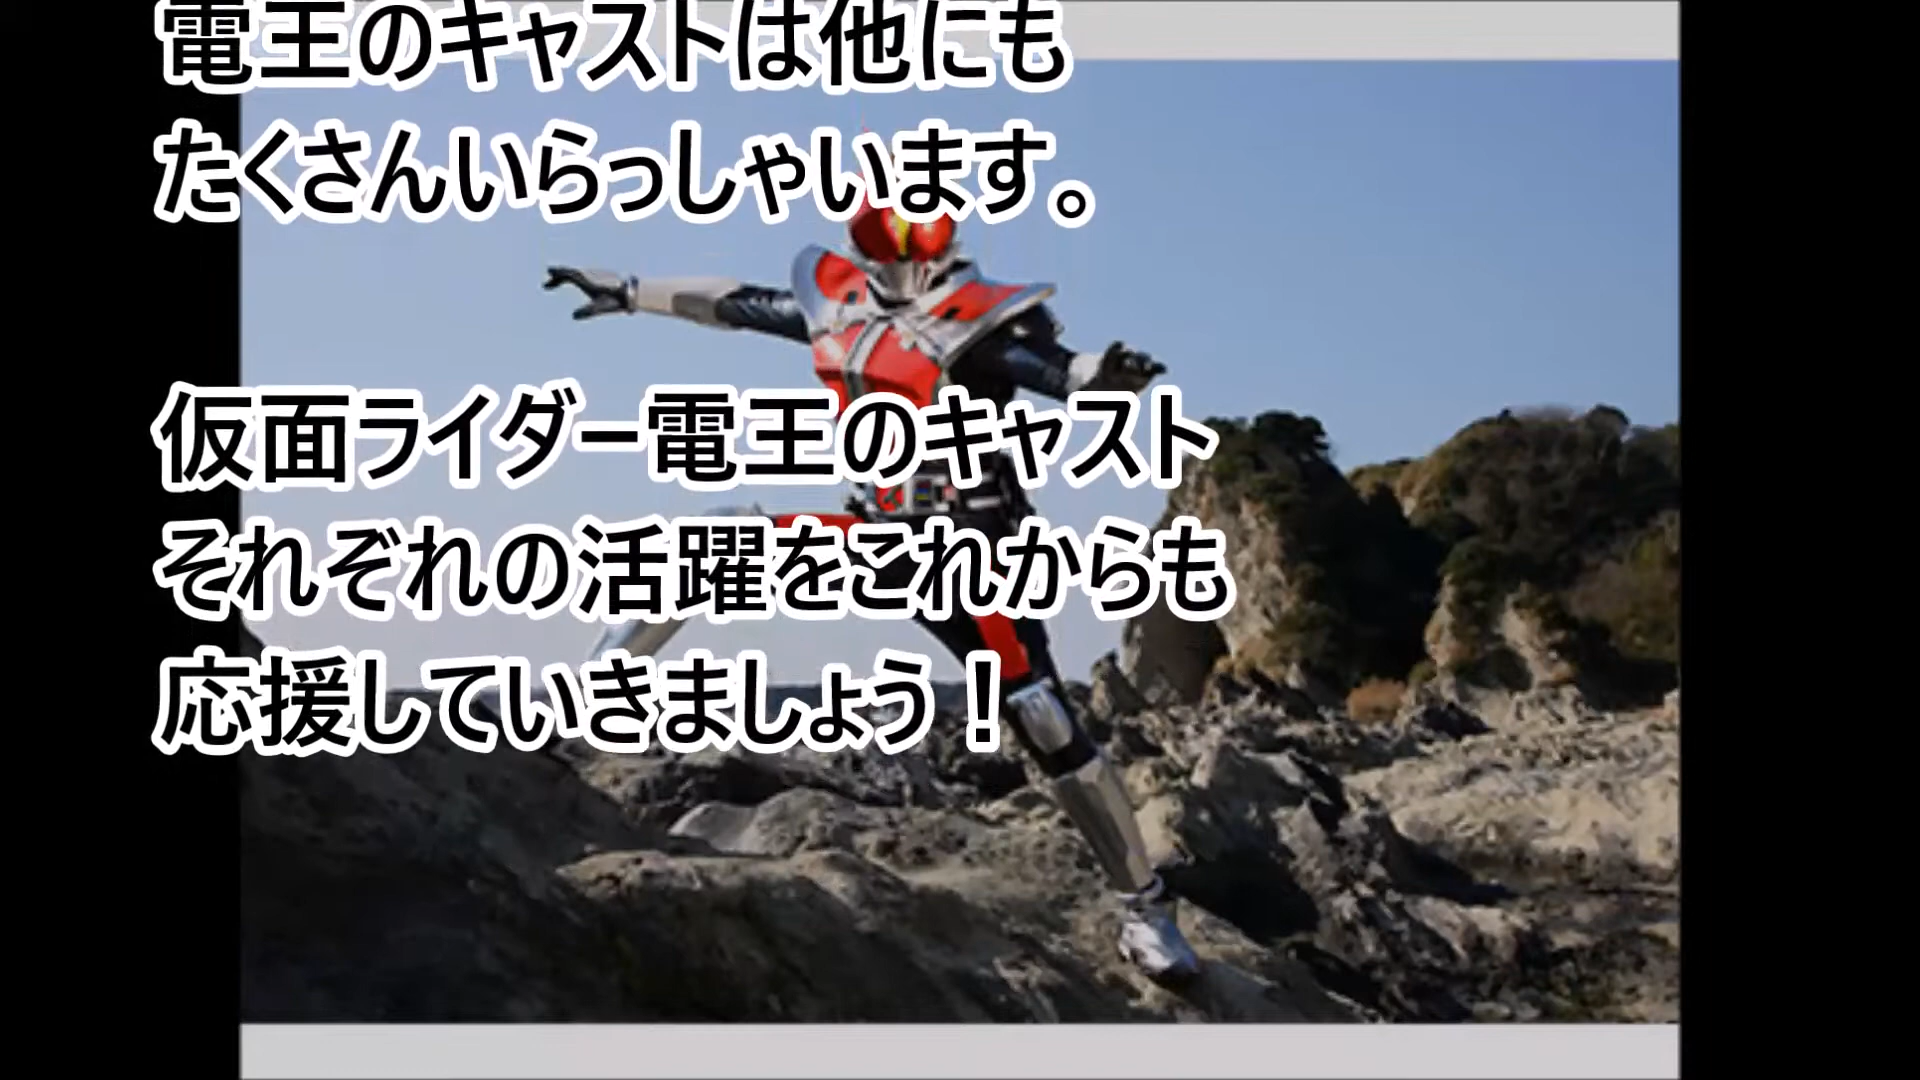 電王のキャストは他にも
たくさんいらっしゃいます。
仮面ライダー電王のキャスト
それぞれの活躍をこれからも
応援していきましょう！